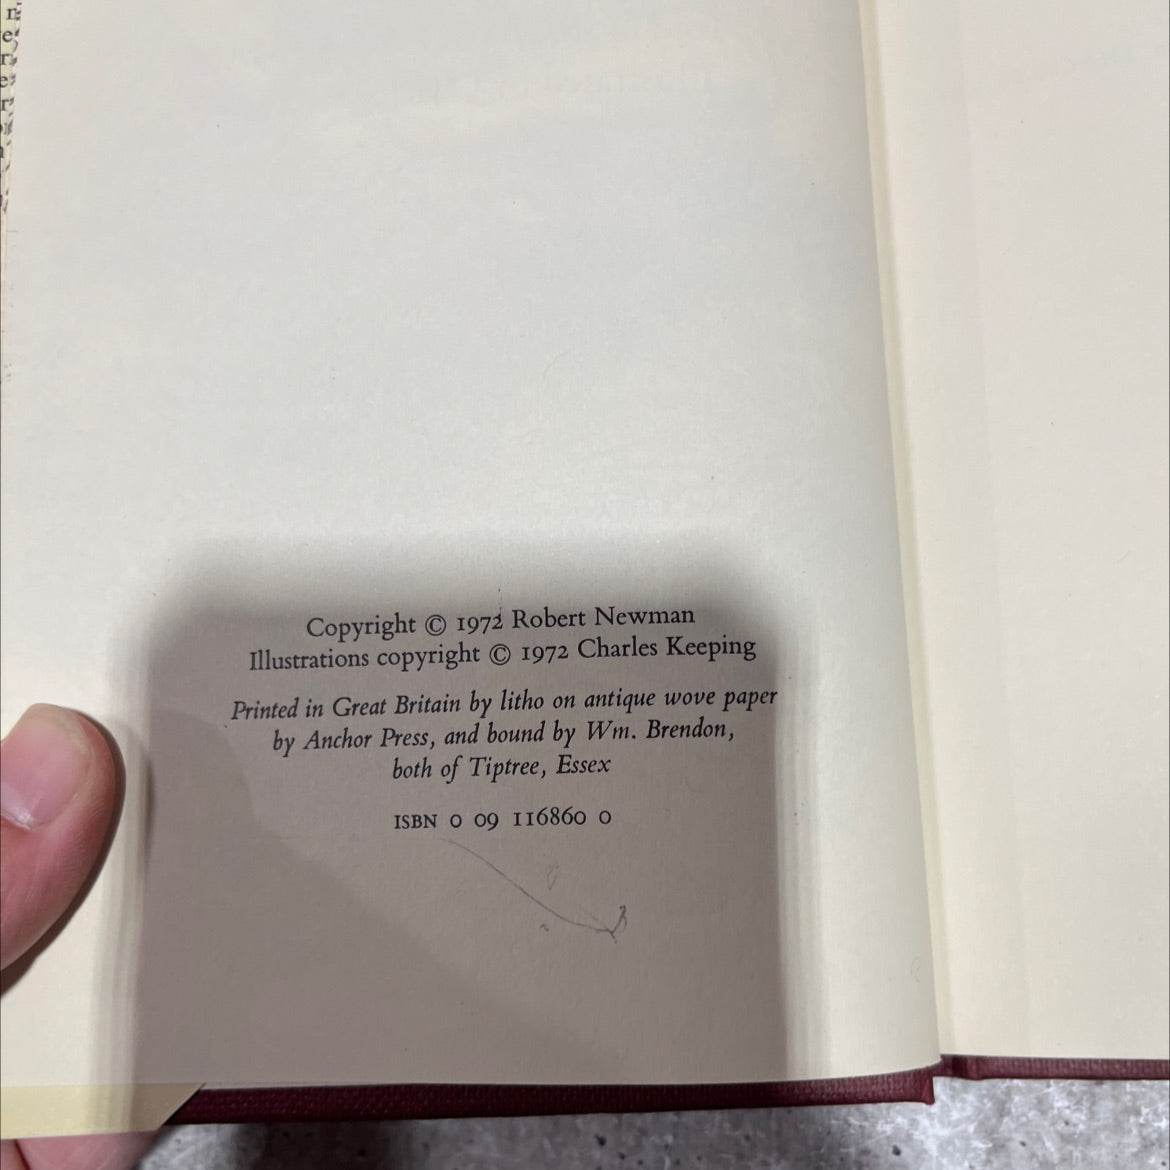 Copyright © 1972 Robert Newman
Illustrations copyright © 1972 Charles Keeping
Printed in Great Britain by litho on antique wove paper
by Anchor Press, and bound by Wm. Brendon,
both of Tiptree, Essex
ISBN 0 09 116860 0